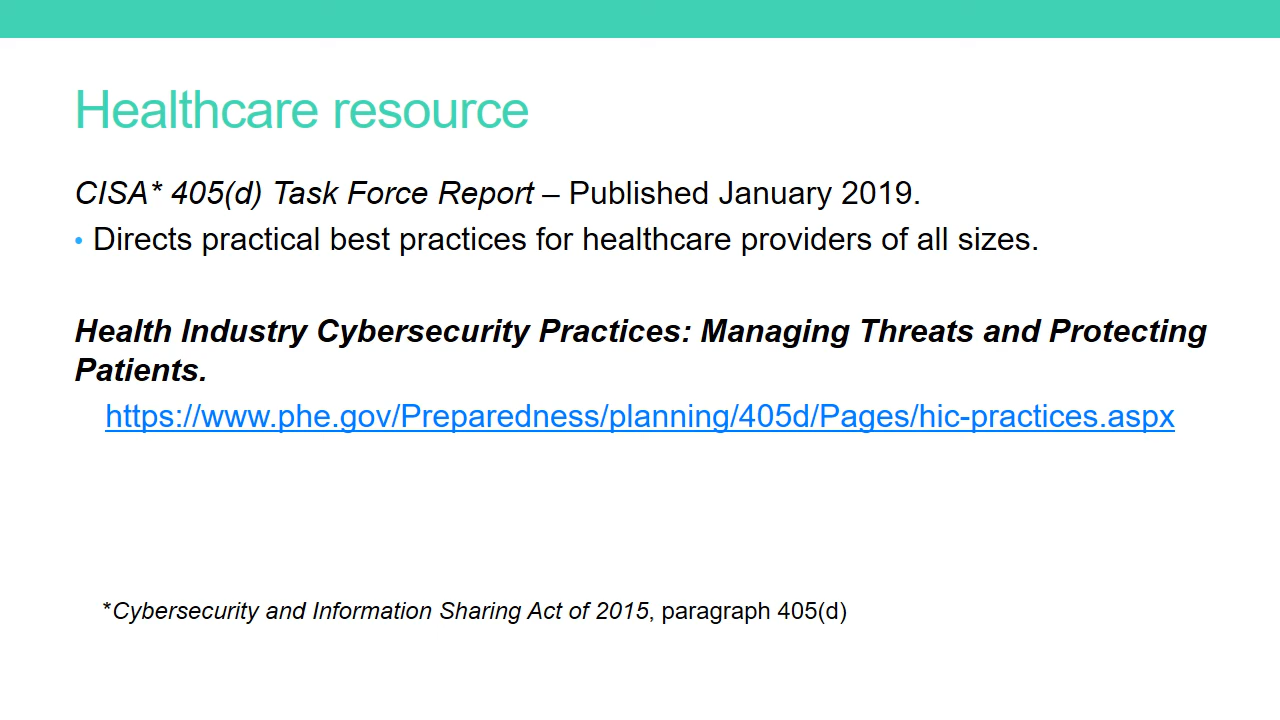 Healthcare resource
CISA* 405(d) Task Force Report – Published January 2019.
• Directs practical best practices for healthcare providers of all sizes.
Health Industry Cybersecurity Practices: Managing Threats and Protecting
Patients.
https://www.phe.gov/Preparedness/planning/405d/Pages/hic-practices.aspx
*Cybersecurity and Information Sharing Act of 2015, paragraph 405(d)